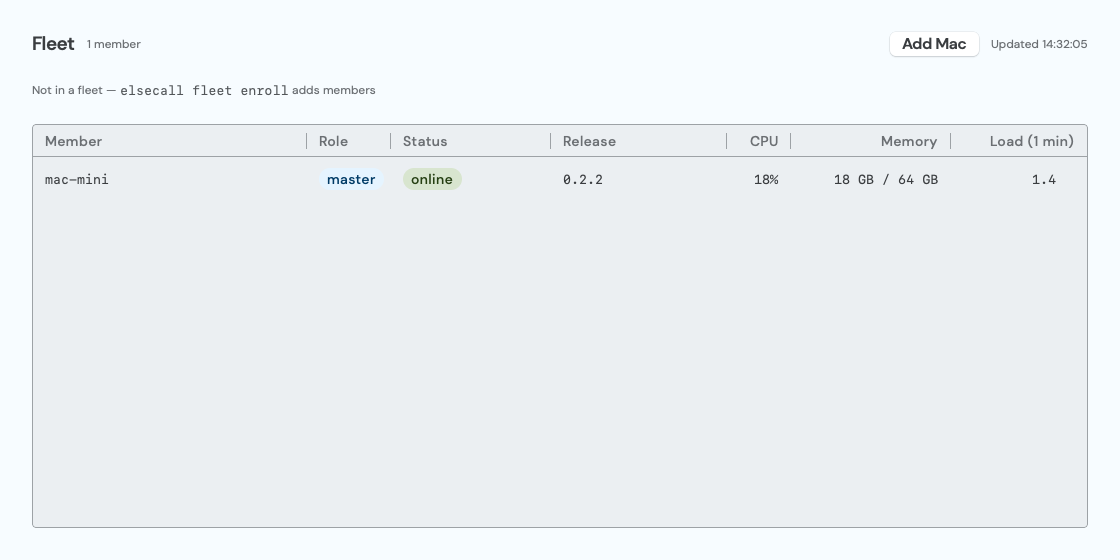 Fleet 1 member Add Mac Updated 14:32:05
Not in a fleet — elsecall fleet enroll adds members
Member Role Status Release CPU Memory Load (1 min)
mac-mini master online 0.2.2 18% 18 GB / 64 GB 1.4